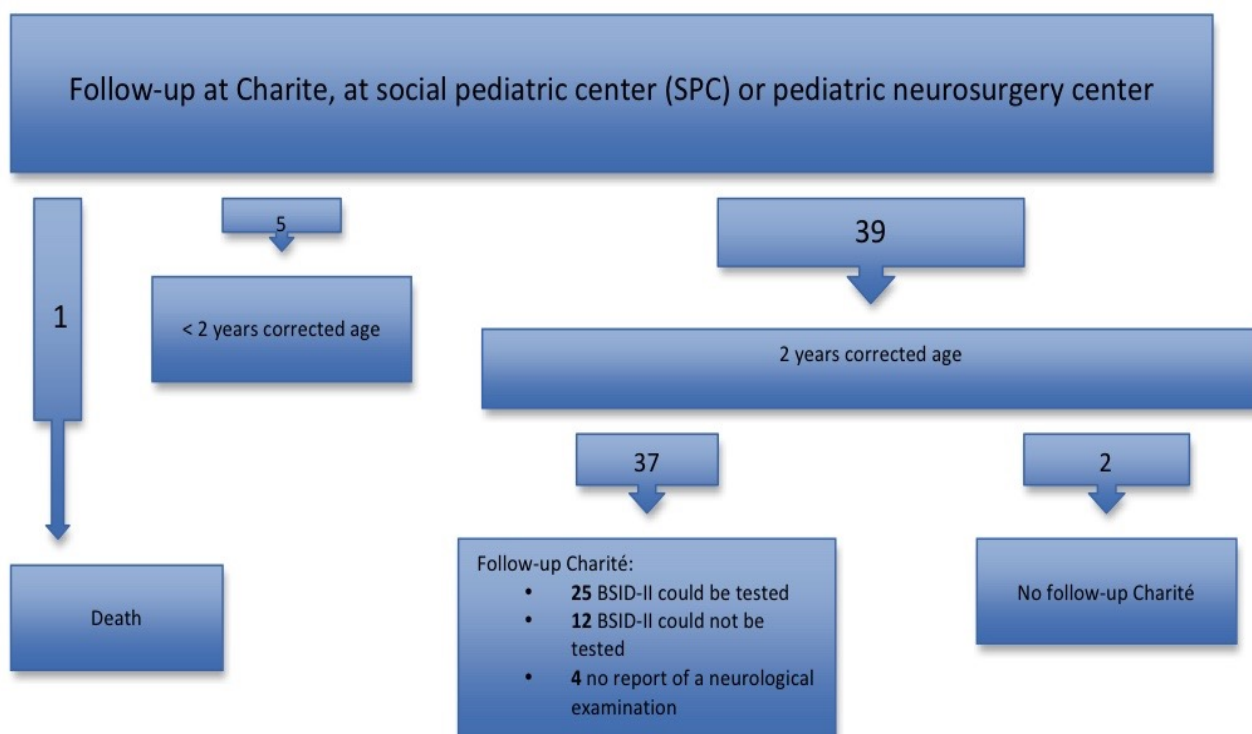 Follow-up at Charite, at social pediatric center (SPC) or pediatric neurosurgery center
5
39
1
< 2 years corrected age
2 years corrected age
37
2
Follow-up Charité:
• 25 BSID-II could be tested
• 12 BSID-II could not be
tested
• 4 no report of a neurological
examination
No follow-up Charité
Death